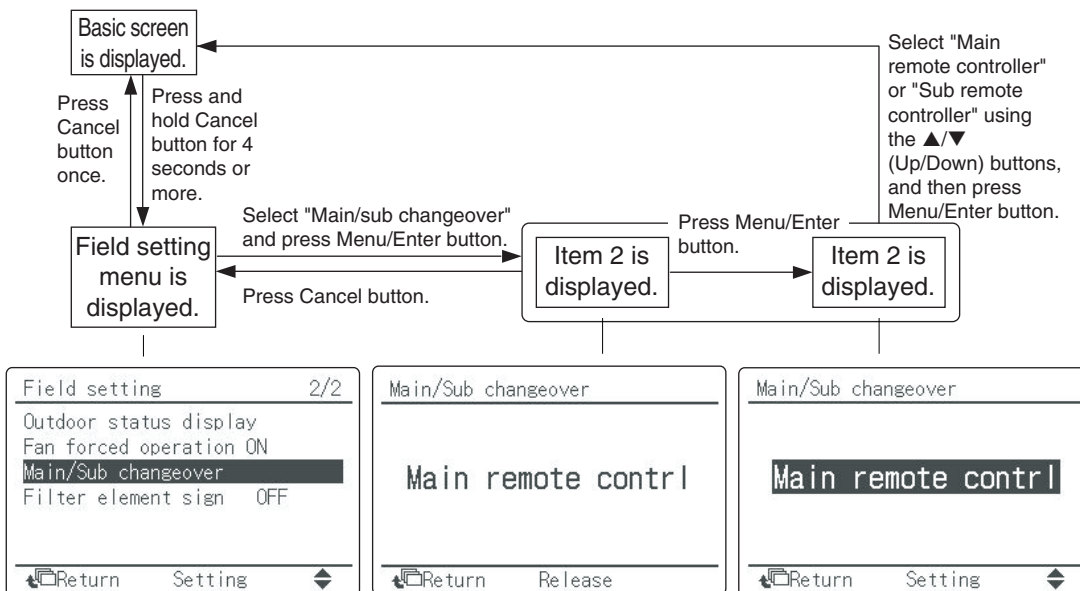 Basic screen
is displayed.
Press
Cancel
button
once.
Press and
hold Cancel
button for 4
seconds or
more.
Select "Main
remote controller"
or "Sub remote
controller" using
the ▲/▼
(Up/Down) buttons,
and then press
Menu/Enter button.
Field setting
menu is
displayed.
Select "Main/sub changeover"
and press Menu/Enter button.
Press Cancel button.
Item 2 is
displayed.
Press Menu/Enter
button.
Item 2 is
displayed.
Field setting 2/2
Outdoor status display
Fan forced operation ON
Main/Sub changeover
Filter element sign OFF
Return Setting
Main/Sub changeover
Main remote contrl
Return Release
Main/Sub changeover
Main remote contrl
Return Setting